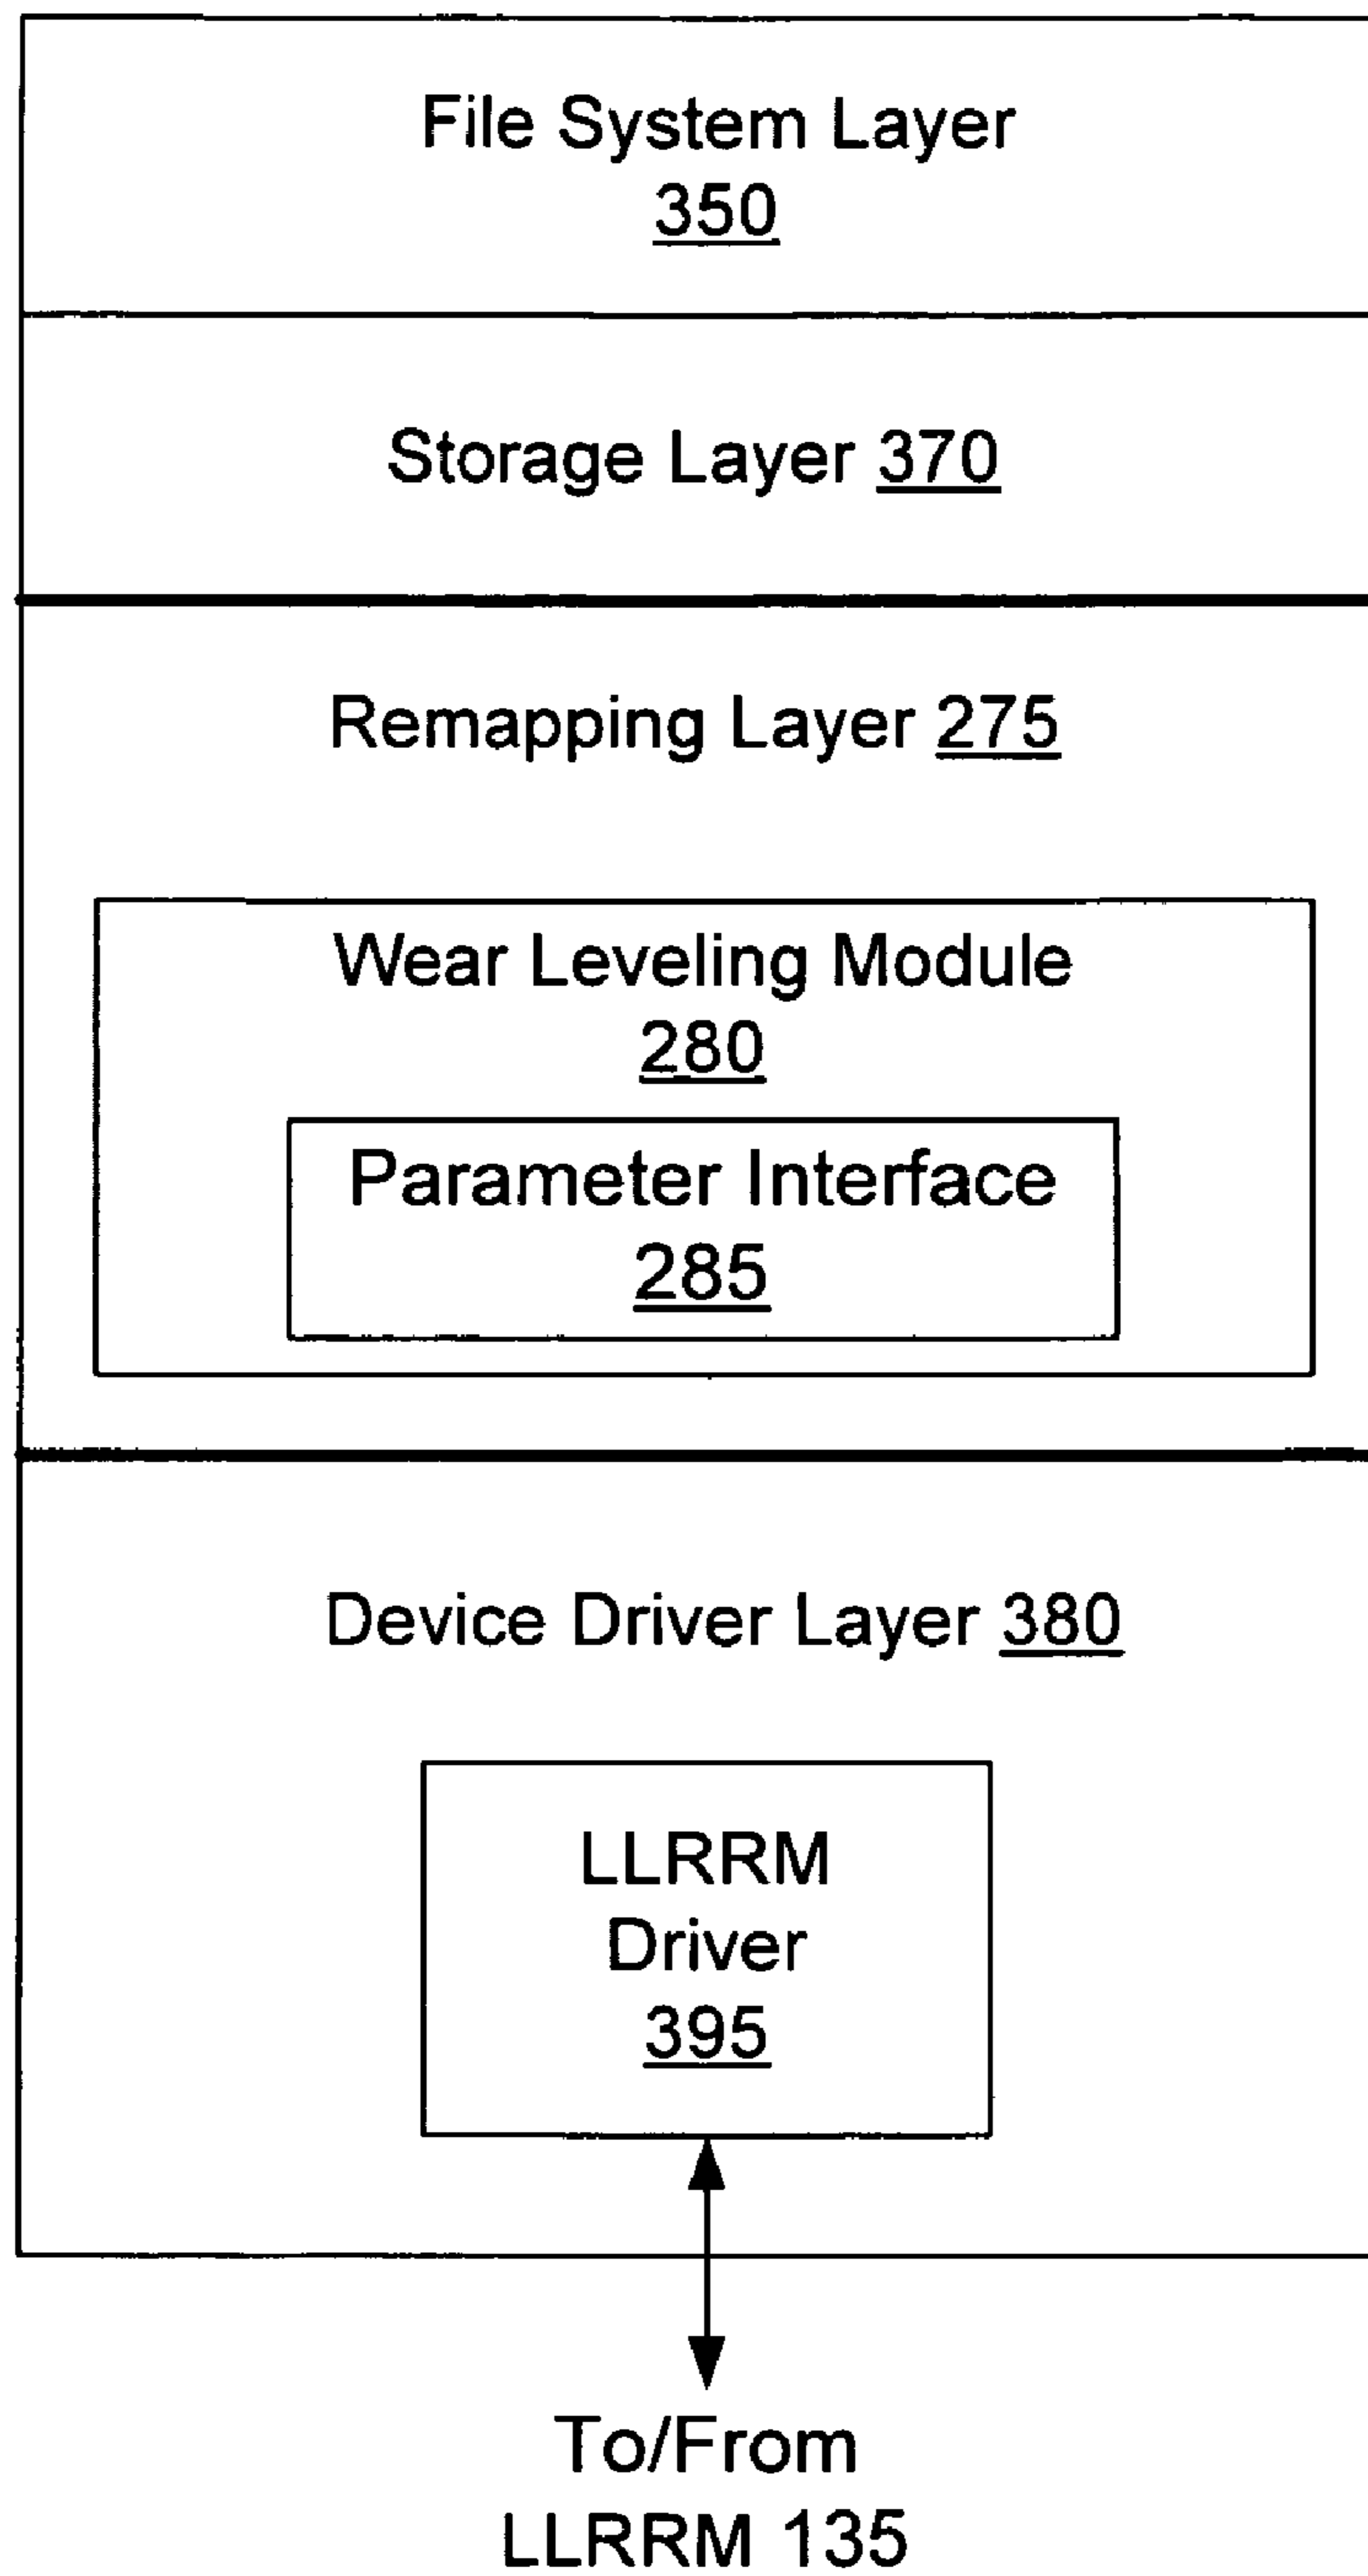 File System Layer
350
Storage Layer 370
Remapping Layer 275
Wear Leveling Module
280
Parameter Interface
285
Device Driver Layer 380
LLRRM
Driver
395
To/From
LLRRM 135